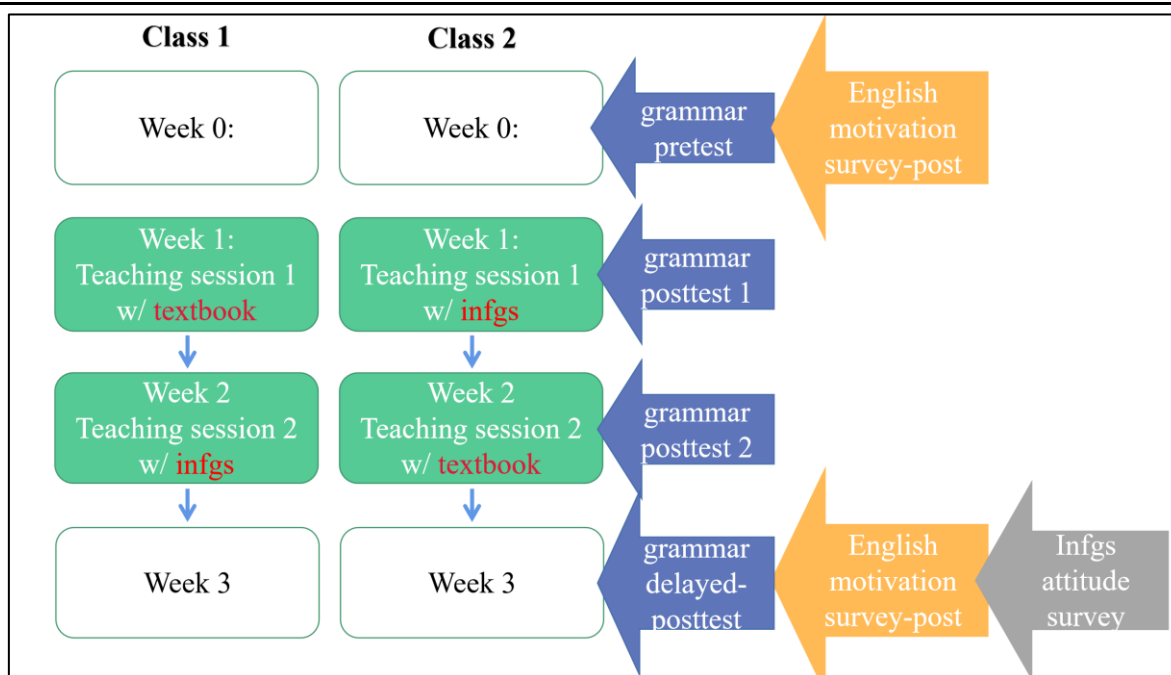 Class 1
Class 2
Week 0:
Week 0:
grammar
pretest
English
motivation
survey-post
Week 1:
Teaching session 1
w/ textbook
Week 1:
Teaching session 1
w/ infgs
grammar
posttest 1
Week 2
Teaching session 2
w/ infgs
Week 2
Teaching session 2
w/ textbook
grammar
posttest 2
Week 3
Week 3
grammar
delayed-
posttest
English
motivation
survey-post
Infgs
attitude
survey